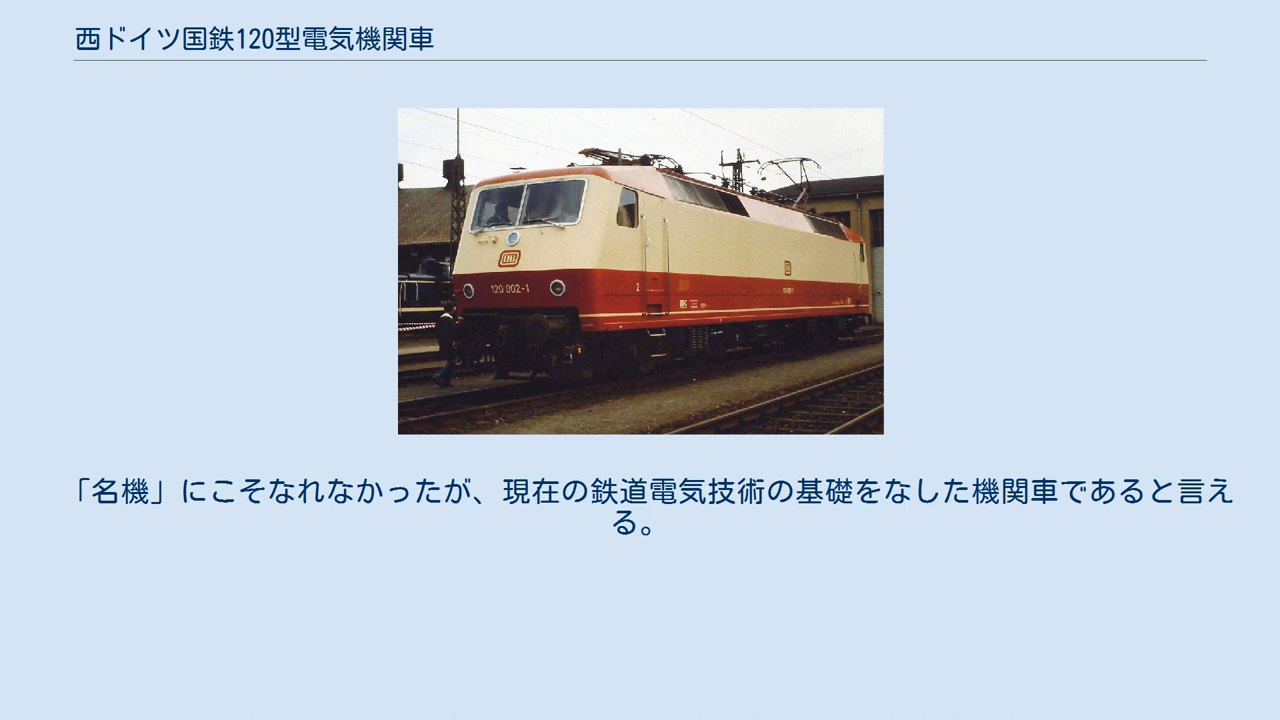 西ドイツ国鉄120型電気機関車
DB
120 002-1
2
「名機」にこそなれなかったが、現在の鉄道電気技術の基礎をなした機関車であると言え
る。